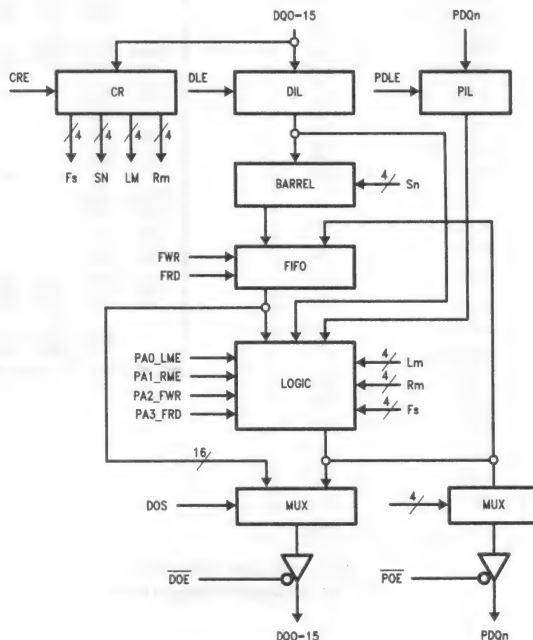 DQ0-15 PDQn
CRE CR DLE DIL PDLE PIL
4 4 4 4
Fs SN LM Rm
BARREL 4 Sn
FWR
FRD
FIFO
PA0_LME
PA1_RME
PA2_FWR
PA3_FRD
LOGIC
4 Lm
4 Rm
4 Fs
16
DOS MUX 4 MUX
DOE POE
DQ0-15 PDQn